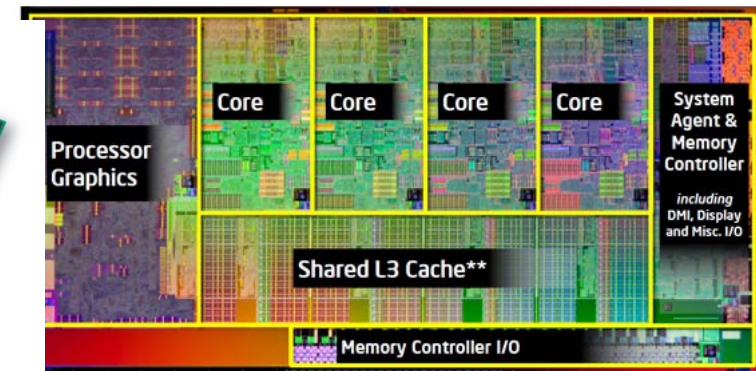 Processor
Graphics
Core
Core
Core
Core
System
Agent &
Memory
Controller
including
DMI, Display
and Misc. I/O
Shared L3 Cache**
Memory Controller I/O